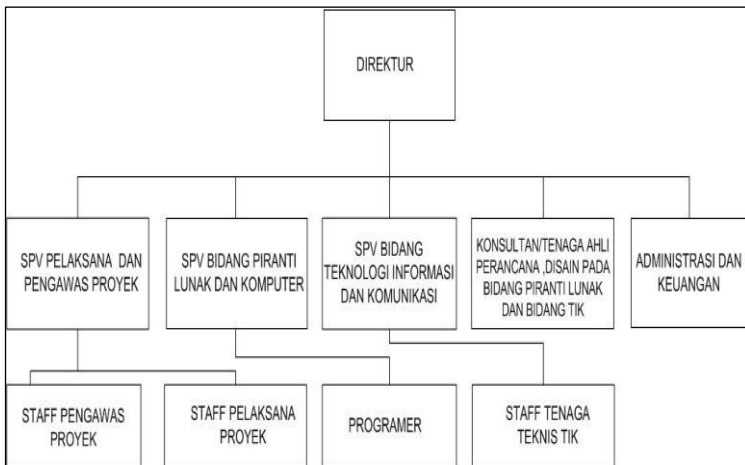 DIREKTUR
SPV PELAKSANA DAN
PENGAWAS PROYEK
SPV BIDANG PIRANTI
LUNAK DAN KOMPUTER
SPV BIDANG
TEKNOLOGI INFORMASI
DAN KOMUNIKASI
KONSULTAN/TENAGA AHLI
PERANCANA ,DISAIN PADA
BIDANG PIRANTI LUNAK
DAN BIDANG TIK
ADMINISTRASI DAN
KEUANGAN
STAFF PENGAWAS
PROYEK
STAFF PELAKSANA
PROYEK
PROGRAMER
STAFF TENAGA
TEKNIS TIK